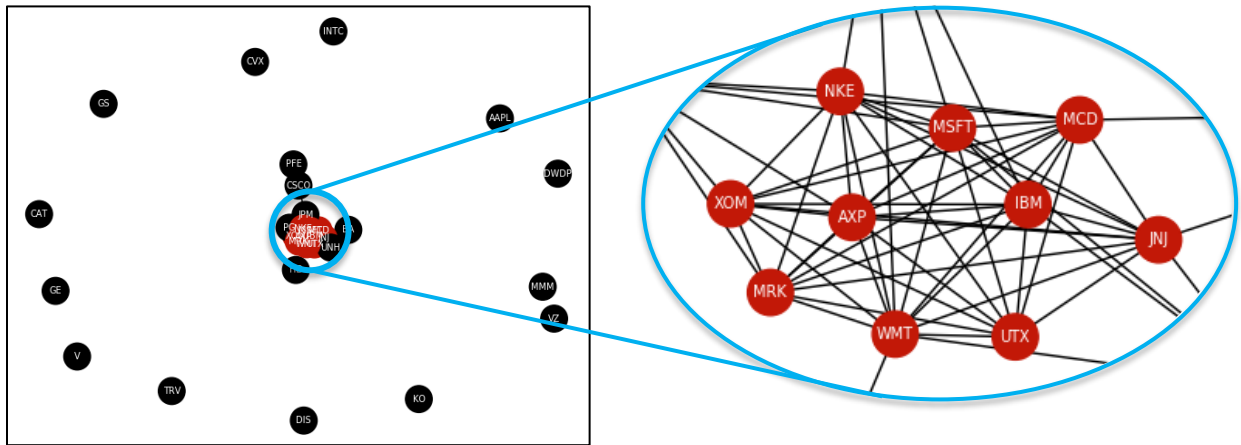 INTC
CVX
GS
AAPL
PFE
DWDP
CSCO
CAT
JPM
BA
UNH
GE
MMM
VZ
V
TRV
KO
DIS
NKE
MSFT
MCD
XOM
AXP
IBM
JNJ
MRK
WMT
UTX